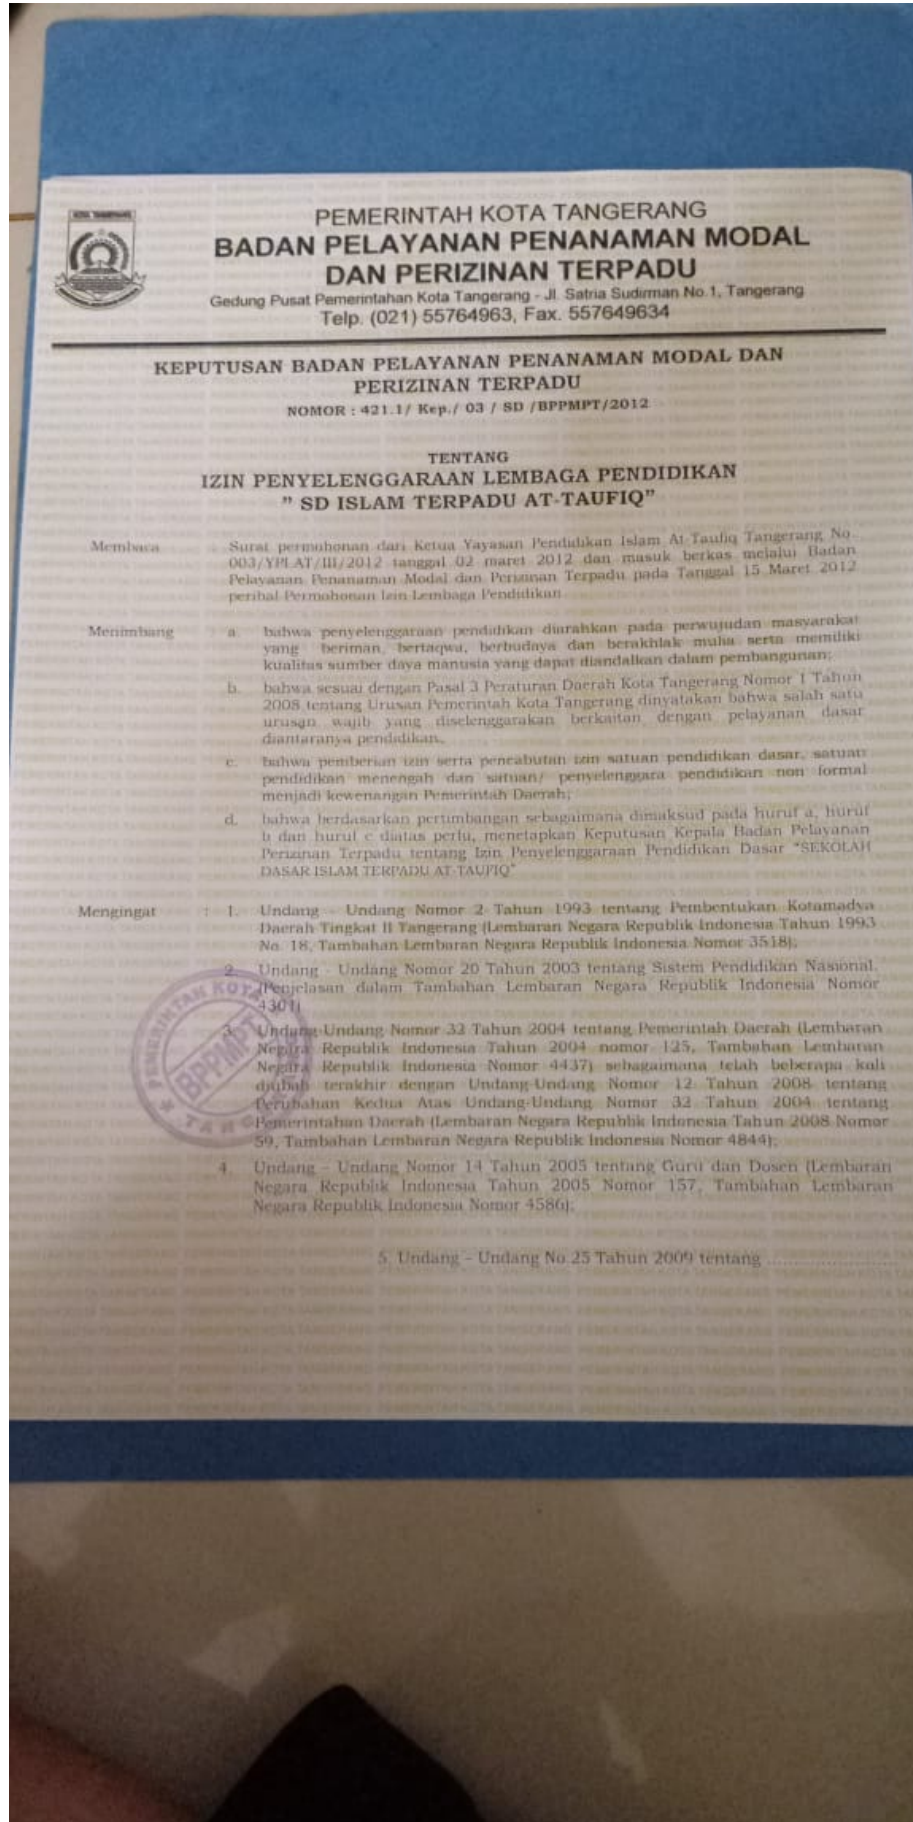 KOTA TANGERANG
PEMERINTAH KOTA TANGERANG
BADAN PELAYANAN PENANAMAN MODAL
DAN PERIZINAN TERPADU
Gedung Pusat Pemerintahan Kota Tangerang - Jl. Satria Sudirman No.1, Tangerang
Telp. (021) 55764963, Fax. 557649634
KEPUTUSAN BADAN PELAYANAN PENANAMAN MODAL DAN
PERIZINAN TERPADU
NOMOR : 421.1/ Kep./ 03 / SD /BPPMPT/2012
TENTANG
IZIN PENYELENGGARAAN LEMBAGA PENDIDIKAN
" SD ISLAM TERPADU AT-TAUFIQ"
Membaca : Surat permohonan dari Ketua Yayasan Pendidikan Islam At-Taufiq Tangerang No.
003/YPI.AT/III/2012 tanggal 02 maret 2012 dan masuk berkas melalui Badan
Pelayanan Penanaman Modal dan Perizinan Terpadu pada Tanggal 15 Maret 2012
perihal Permohonan Izin Lembaga Pendidikan
Menimbang : a. bahwa penyelenggaraan pendidikan diarahkan pada perwujudan masyarakat
yang beriman, bertaqwa, berbudaya dan berakhlak mulia serta memiliki
kualitas sumber daya manusia yang dapat diandalkan dalam pembangunan;
b. bahwa sesuai dengan Pasal 3 Peraturan Daerah Kota Tangerang Nomor 1 Tahun
2008 tentang Urusan Pemerintah Kota Tangerang dinyatakan bahwa salah satu
urusan wajib yang diselenggarakan berkaitan dengan pelayanan dasar
diantaranya pendidikan.
c. bahwa pemberian izin serta pencabutan izin satuan pendidikan dasar, satuan
pendidikan menengah dan satuan/ penyelenggara pendidikan non formal
menjadi kewenangan Pemerintah Daerah;
d. bahwa berdasarkan pertimbangan sebagaimana dimaksud pada huruf a, huruf
b dan huruf c diatas perlu, menetapkan Keputusan Kepala Badan Pelayanan
Perizinan Terpadu tentang Izin Penyelenggaraan Pendidikan Dasar "SEKOLAH
DASAR ISLAM TERPADU AT-TAUFIQ"
Mengingat : 1. Undang - Undang Nomor 2 Tahun 1993 tentang Pembentukan Kotamadya
Daerah Tingkat II Tangerang (Lembaran Negara Republik Indonesia Tahun 1993
No. 18, Tambahan Lembaran Negara Republik Indonesia Nomor 3518);
2. Undang - Undang Nomor 20 Tahun 2003 tentang Sistem Pendidikan Nasional.
(Penjelasan dalam Tambahan Lembaran Negara Republik Indonesia Nomor
4301)
3. Undang-Undang Nomor 32 Tahun 2004 tentang Pemerintah Daerah (Lembaran
Negara Republik Indonesia Tahun 2004 nomor 125, Tambahan Lembaran
Negara Republik Indonesia Nomor 4437) sebagaimana telah beberapa kali
diubah terakhir dengan Undang-Undang Nomor 12 Tahun 2008 tentang
Perubahan Kedua Atas Undang-Undang Nomor 32 Tahun 2004 tentang
Pemerintahan Daerah (Lembaran Negara Republik Indonesia Tahun 2008 Nomor
59, Tambahan Lembaran Negara Republik Indonesia Nomor 4844);
4. Undang - Undang Nomor 14 Tahun 2005 tentang Guru dan Dosen (Lembaran
Negara Republik Indonesia Tahun 2005 Nomor 157, Tambahan Lembaran
Negara Republik Indonesia Nomor 4586);
PEMERINTAH KOTA
BPPMPT
5. Undang - Undang No.25 Tahun 2009 tentang ........................